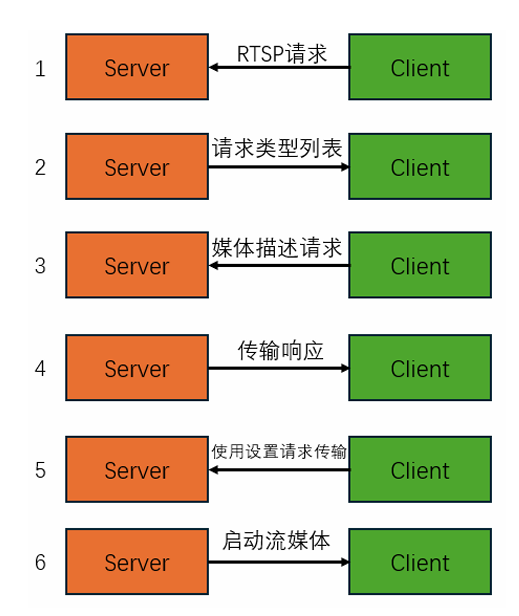 1 Server RTSP请求 Client
2 Server 请求类型列表 Client
3 Server 媒体描述请求 Client
4 Server 传输响应 Client
5 Server 使用设置请求传输 Client
6 Server 启动流媒体 Client